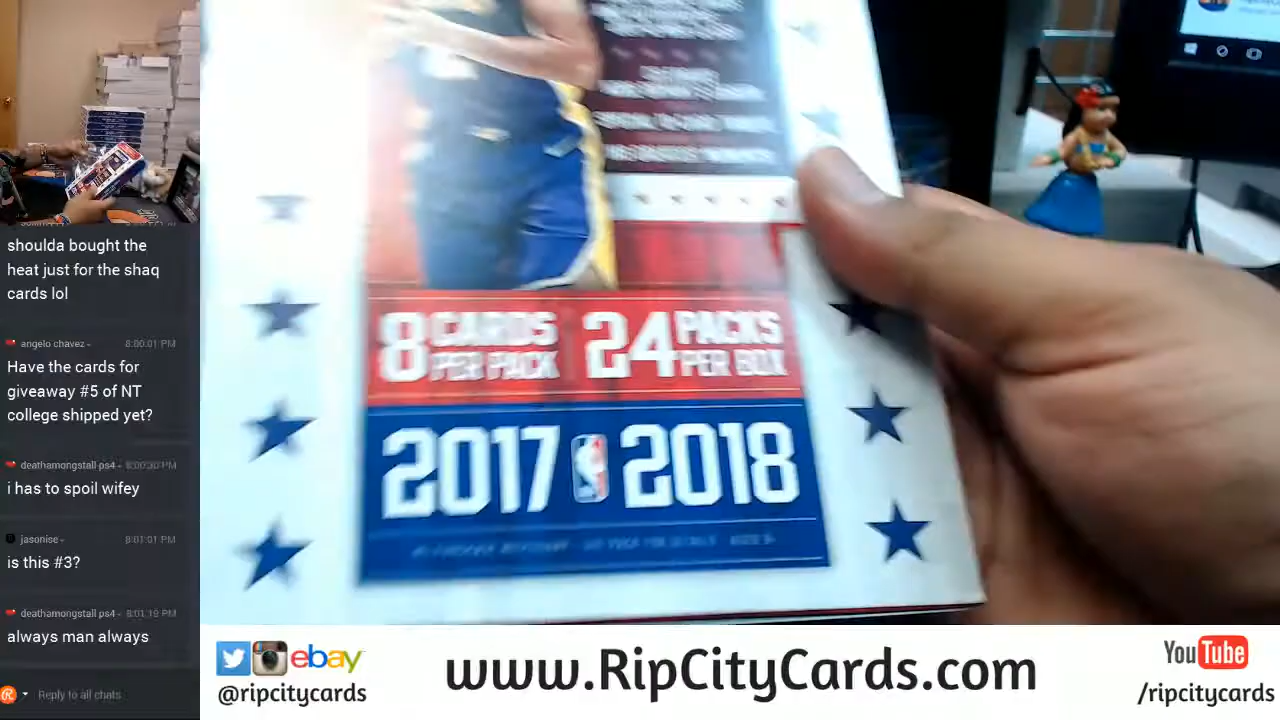 shoulda bought the
heat just for the shaq
cards lol
angelo chavez - 8:00:01 PM
Have the cards for
giveaway #5 of NT
college shipped yet?
deathamongstall ps4 - 8:00:30 PM
i has to spoil wifey
jasonise - 8:01:01 PM
is this #3?
deathamongstall ps4 - 8:01:19 PM
always man always
Reply to all chats
8 CARDS PER PACK
24 PACKS PER BOX
2017 2018
ebay
@ripcitycards
www.RipCityCards.com
YouTube
/ripcitycards